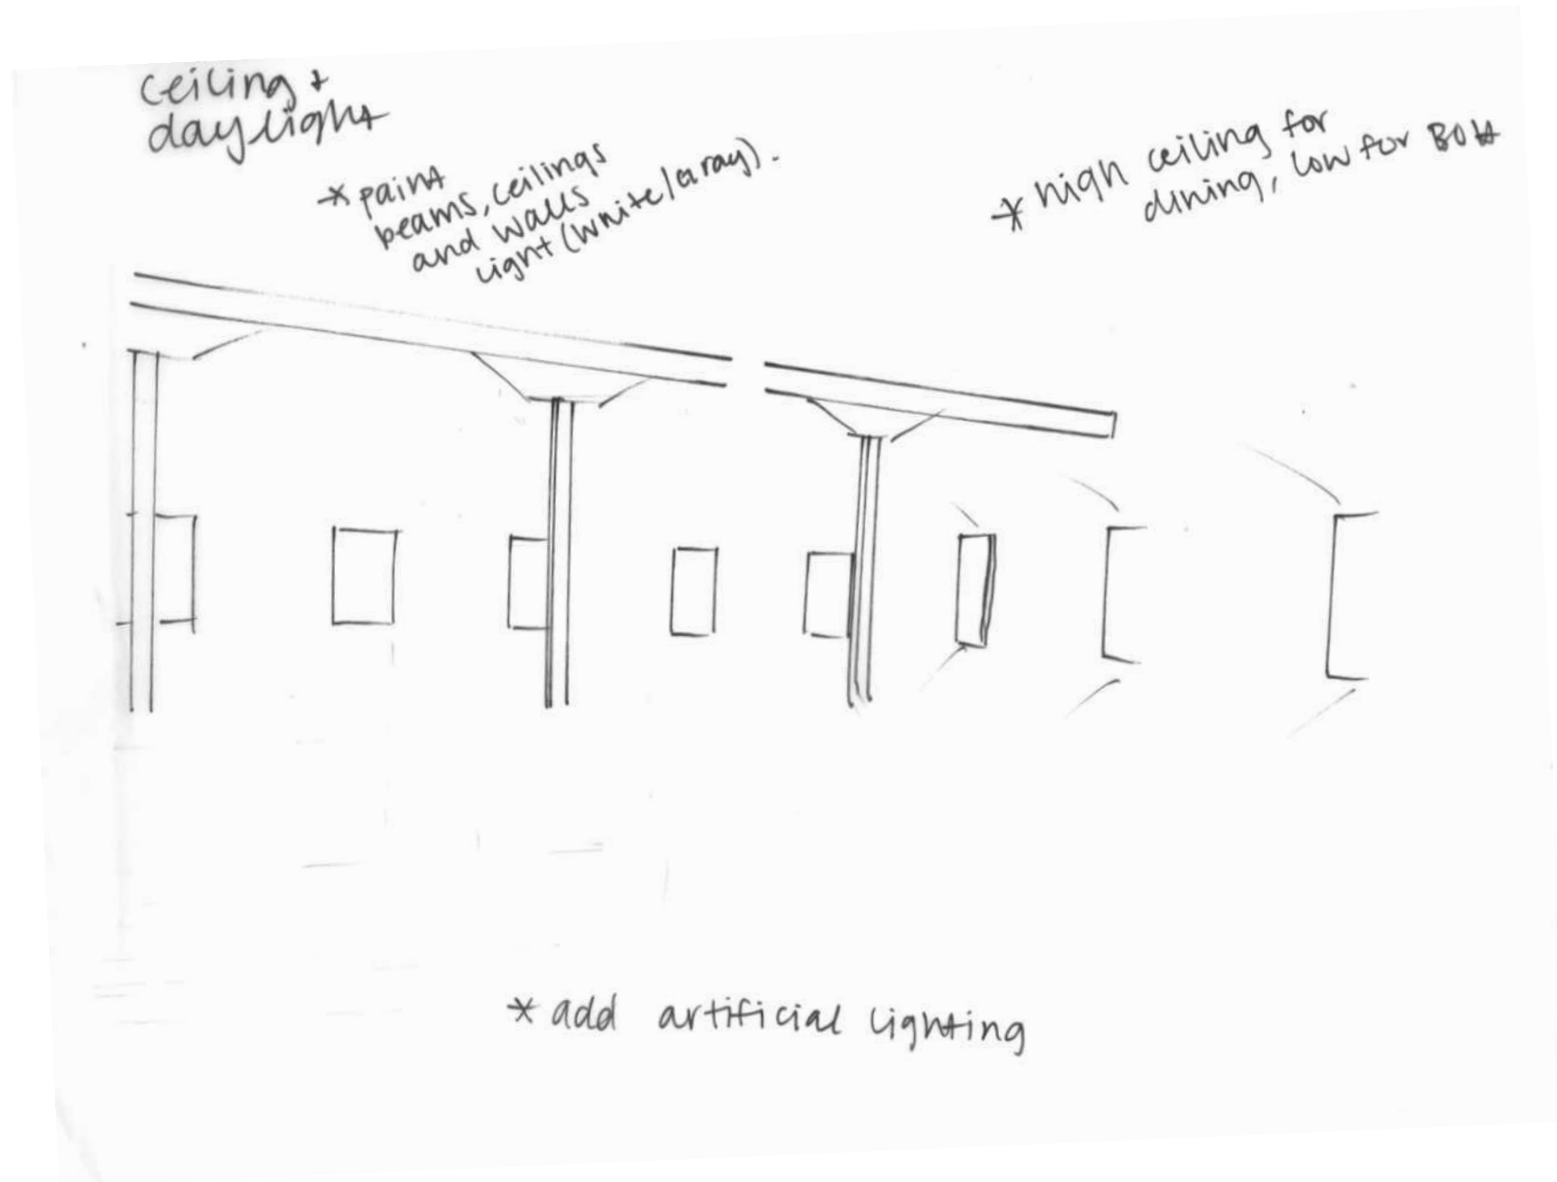 ceiling +
daylight
* paint
beams, ceilings
and walls
light (white/gray).
* high ceiling for
dining, low for BOH
* add artificial lighting